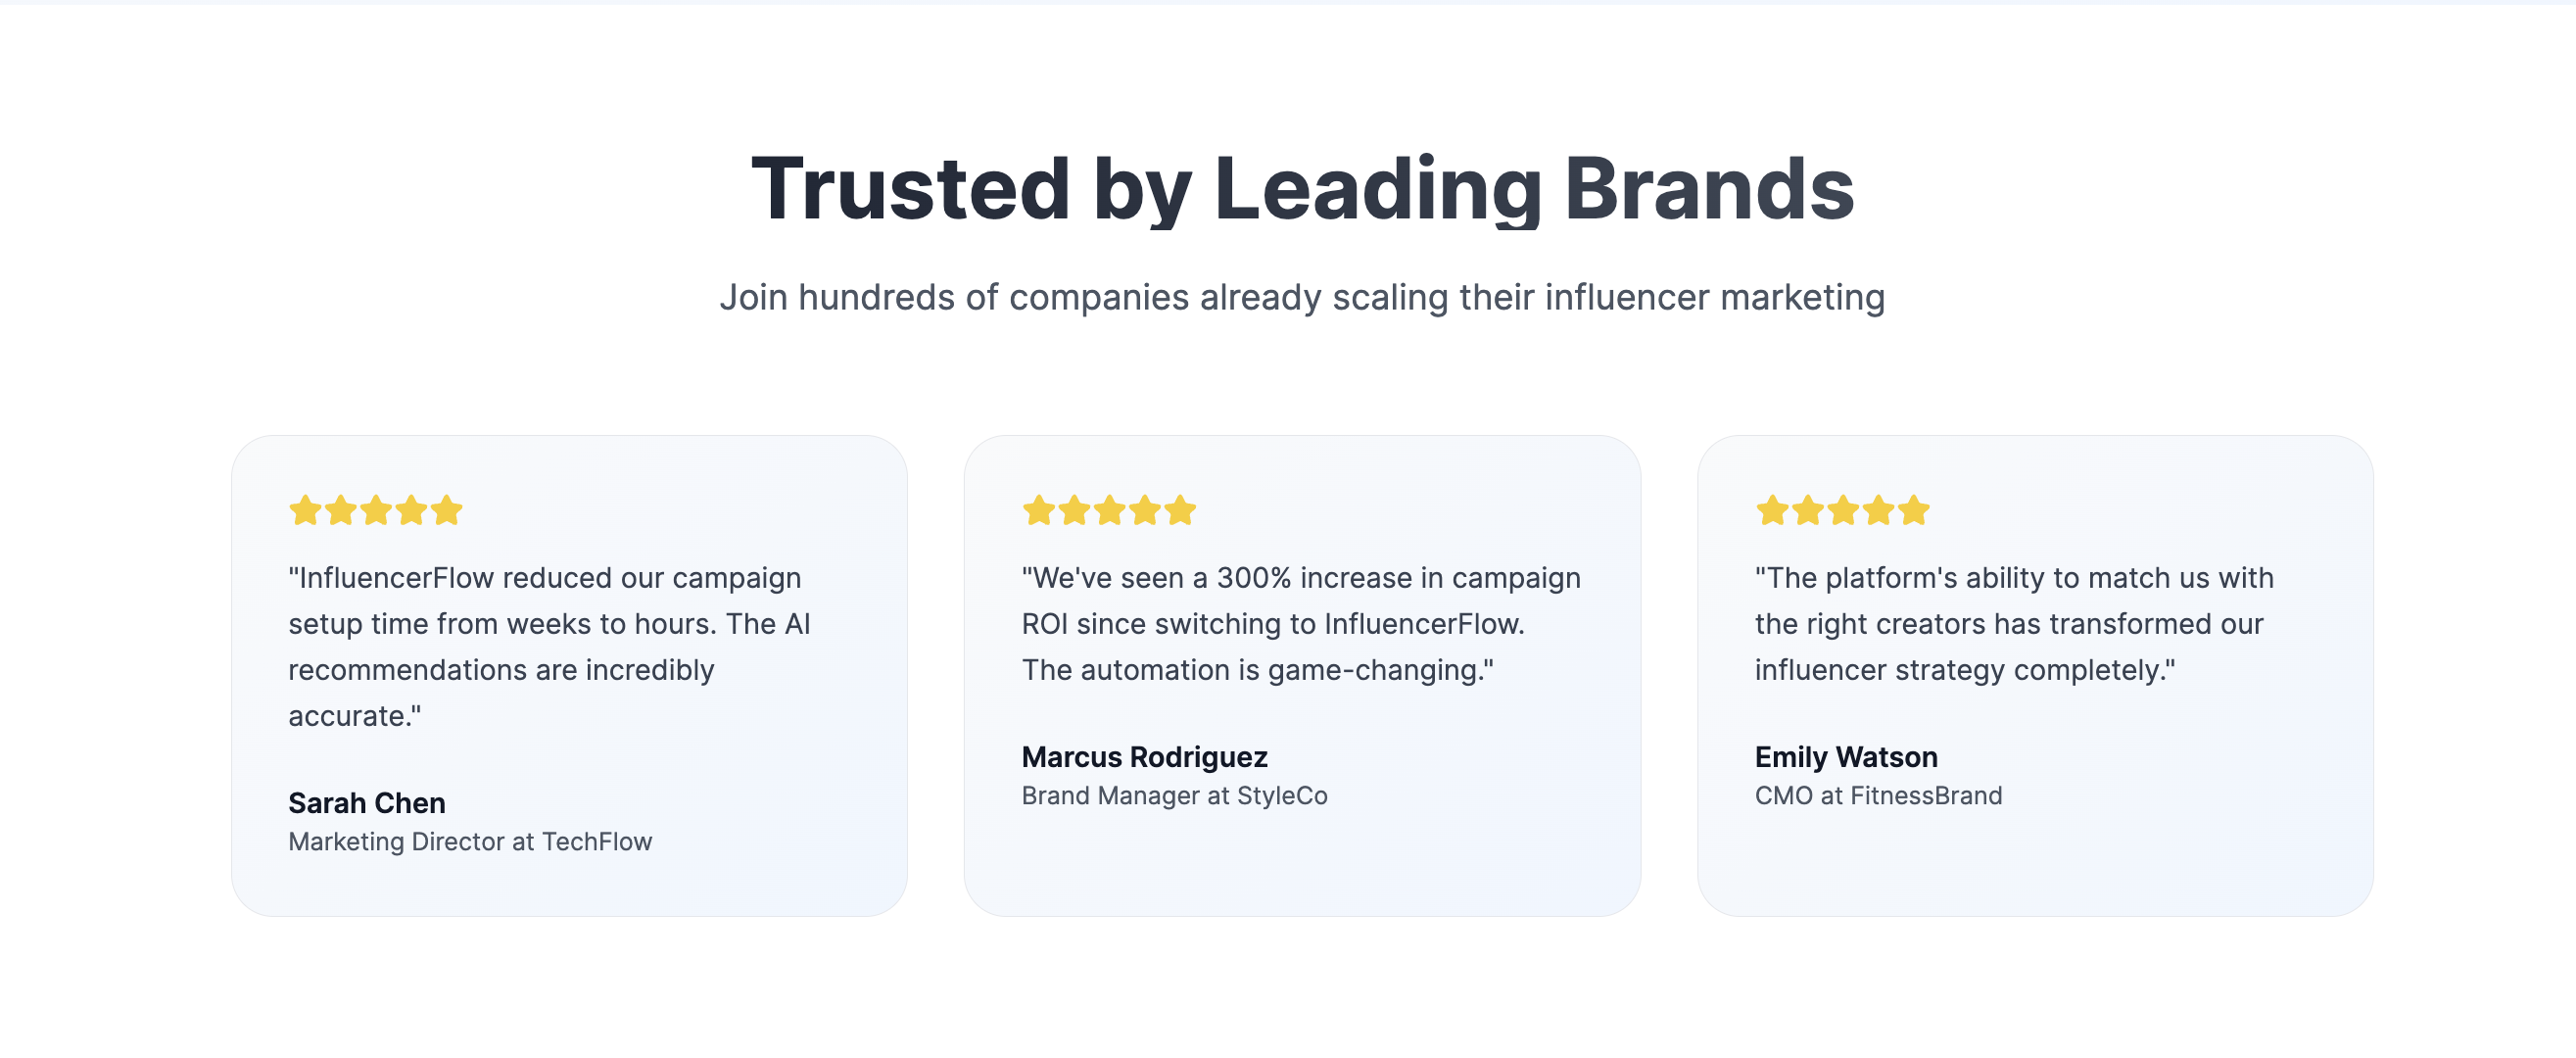 Trusted by Leading Brands
Join hundreds of companies already scaling their influencer marketing
"InfluencerFlow reduced our campaign
setup time from weeks to hours. The AI
recommendations are incredibly
accurate."
Sarah Chen
Marketing Director at TechFlow
"We've seen a 300% increase in campaign
ROI since switching to InfluencerFlow.
The automation is game-changing."
Marcus Rodriguez
Brand Manager at StyleCo
"The platform's ability to match us with
the right creators has transformed our
influencer strategy completely."
Emily Watson
CMO at FitnessBrand